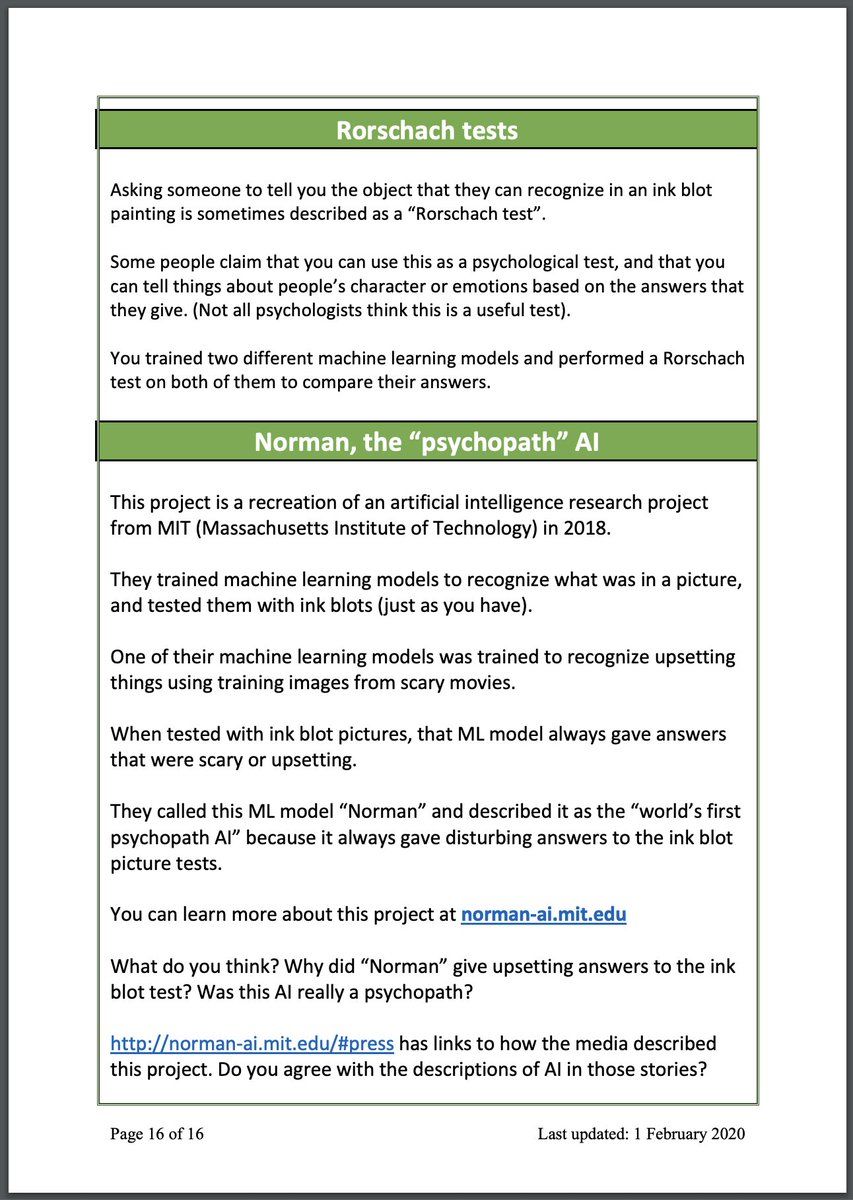 Rorschach tests
Asking someone to tell you the object that they can recognize in an ink blot
painting is sometimes described as a “Rorschach test”.
Some people claim that you can use this as a psychological test, and that you
can tell things about people’s character or emotions based on the answers that
they give. (Not all psychologists think this is a useful test).
You trained two different machine learning models and performed a Rorschach
test on both of them to compare their answers.
Norman, the “psychopath” AI
This project is a recreation of an artificial intelligence research project
from MIT (Massachusetts Institute of Technology) in 2018.
They trained machine learning models to recognize what was in a picture,
and tested them with ink blots (just as you have).
One of their machine learning models was trained to recognize upsetting
things using training images from scary movies.
When tested with ink blot pictures, that ML model always gave answers
that were scary or upsetting.
They called this ML model “Norman” and described it as the “world’s first
psychopath AI” because it always gave disturbing answers to the ink blot
picture tests.
You can learn more about this project at norman-ai.mit.edu
What do you think? Why did “Norman” give upsetting answers to the ink
blot test? Was this AI really a psychopath?
http://norman-ai.mit.edu/#press has links to how the media described
this project. Do you agree with the descriptions of AI in those stories?
Page 16 of 16 Last updated: 1 February 2020